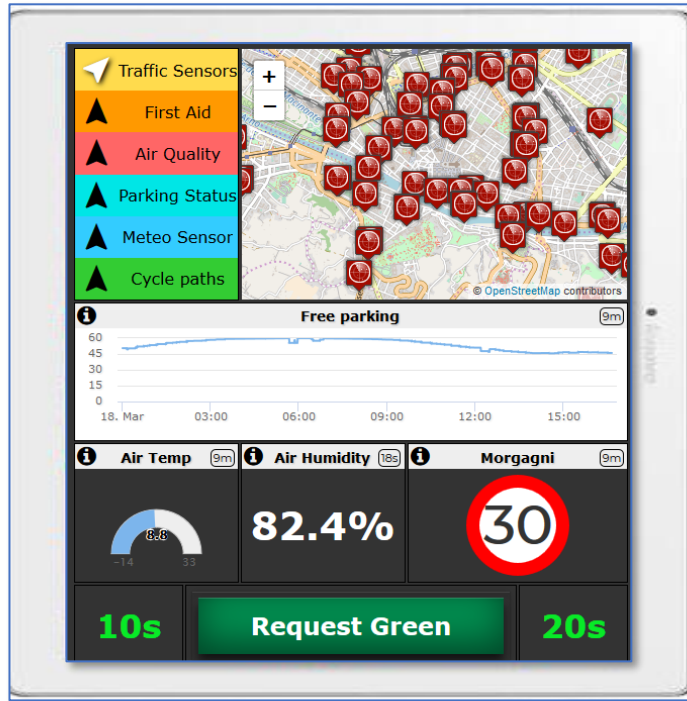 Traffic Sensors
First Aid
Air Quality
Parking Status
Meteo Sensor
Cycle paths
+
−
© OpenStreetMap contributors
i Free parking 9m
60
45
30
15
0
18. Mar 03:00 06:00 09:00 12:00 15:00
i Air Temp 9m
8.8
-14 33
i Air Humidity 18s
82.4%
i Morgagni 9m
30
10s
Request Green
20s